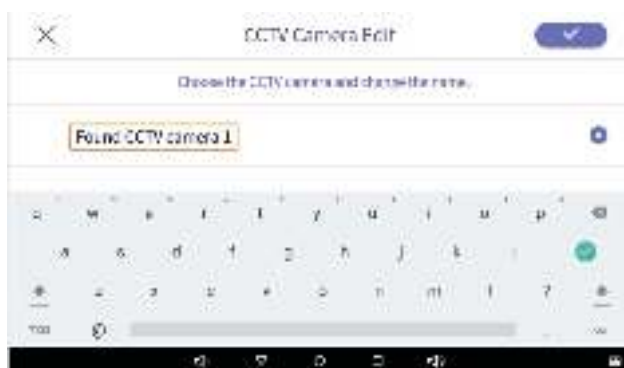 CCTV Camera Edit
Choose the CCTV camera and change the name.
Found CCTV camera 1
w r t y u i p
a s d f g h j k
n m ! ?